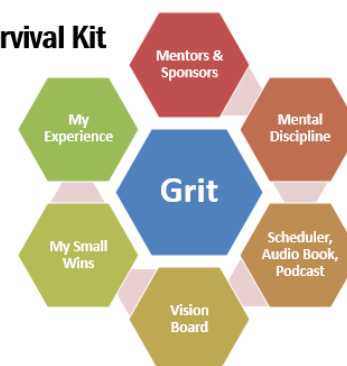 rvival Kit
Mentors &
Sponsors
My
Experience
Mental
Discipline
Grit
My Small
Wins
Scheduler,
Audio Book,
Podcast
Vision
Board